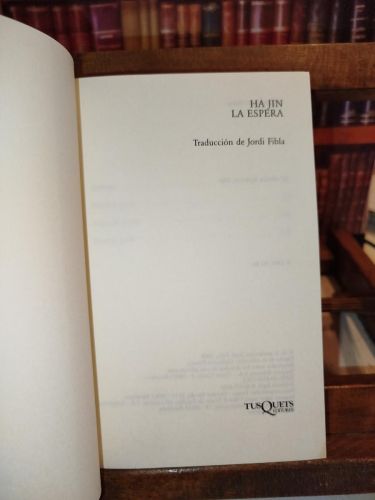 HA JIN
LA ESPERA
Traducción de Jordi Fibla
TUSQUETS
EDITORES